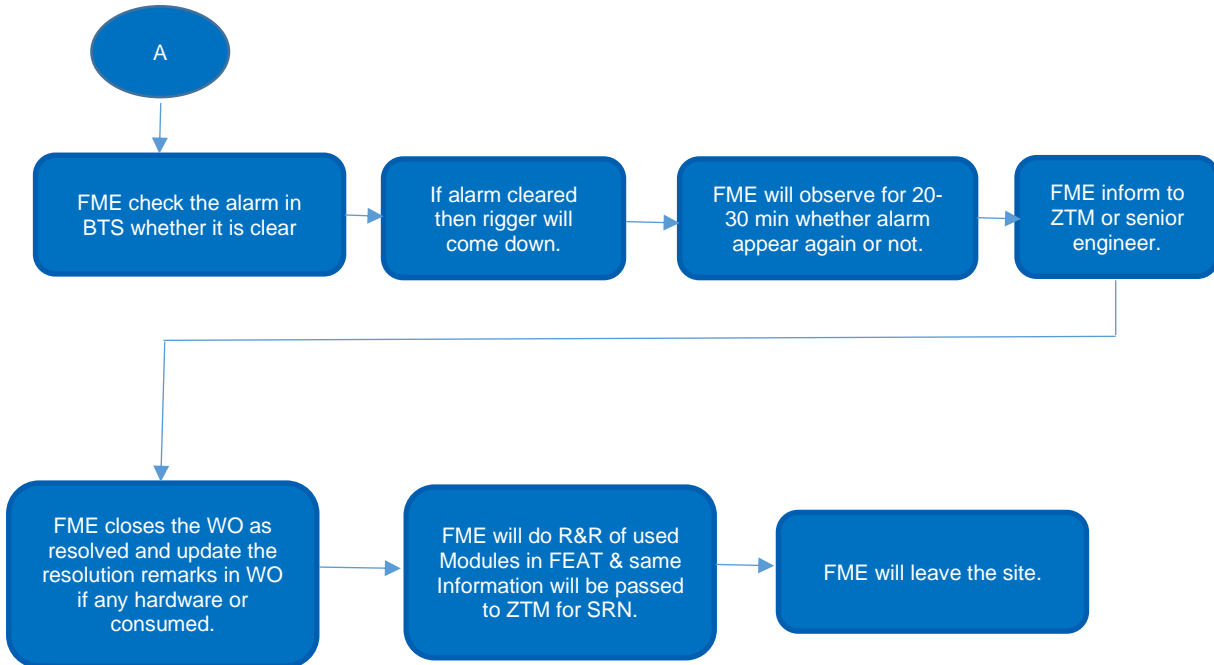 A
FME check the alarm in
BTS whether it is clear
If alarm cleared
then rigger will
come down.
FME will observe for 20-
30 min whether alarm
appear again or not.
FME inform to
ZTM or senior
engineer.
FME closes the WO as
resolved and update the
resolution remarks in WO
if any hardware or
consumed.
FME will do R&R of used
Modules in FEAT & same
Information will be passed
to ZTM for SRN.
FME will leave the site.